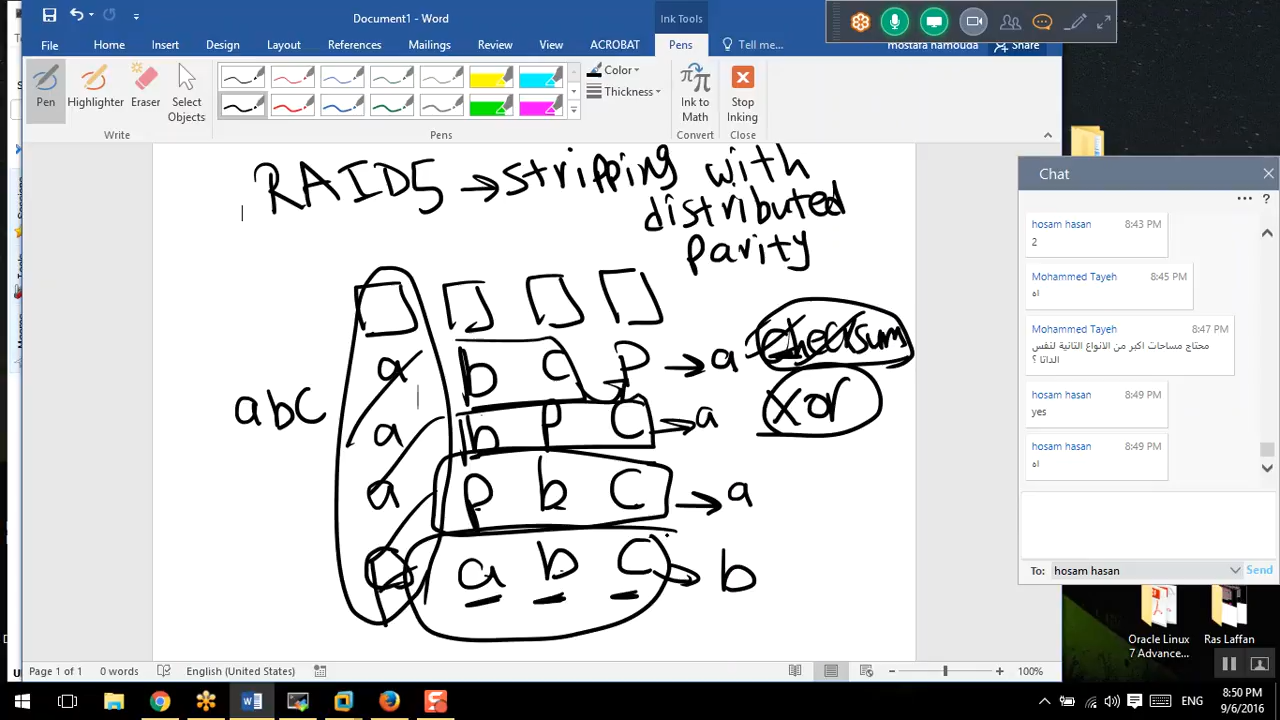 Document1 - Word
Ink Tools
File
Home
Insert
Design
Layout
References
Mailings
Review
View
ACROBAT
Pens
Tell me...
mostafa hamouda
Share
Pen
Highlighter
Eraser
Select
Objects
Color
Thickness
Ink to
Math
Stop
Inking
Write
Pens
Convert
Close
RAID5 → stripping with
distributed
parity
a b C P → a checksum
abC
a b P C → a xor
a P b C → a
a b C → b
Chat
hosam hasan 8:43 PM
2
Mohammed Tayeh 8:45 PM
اه
Mohammed Tayeh 8:47 PM
محتاج مساحات اكبر من الانواع التانية لنفس
الداتا ؟
hosam hasan 8:49 PM
yes
hosam hasan 8:49 PM
اه
To: hosam hasan
Send
Oracle Linux
7 Advance...
Ras Laffan
Page 1 of 1
0 words
English (United States)
100%
ENG
8:50 PM
9/6/2016